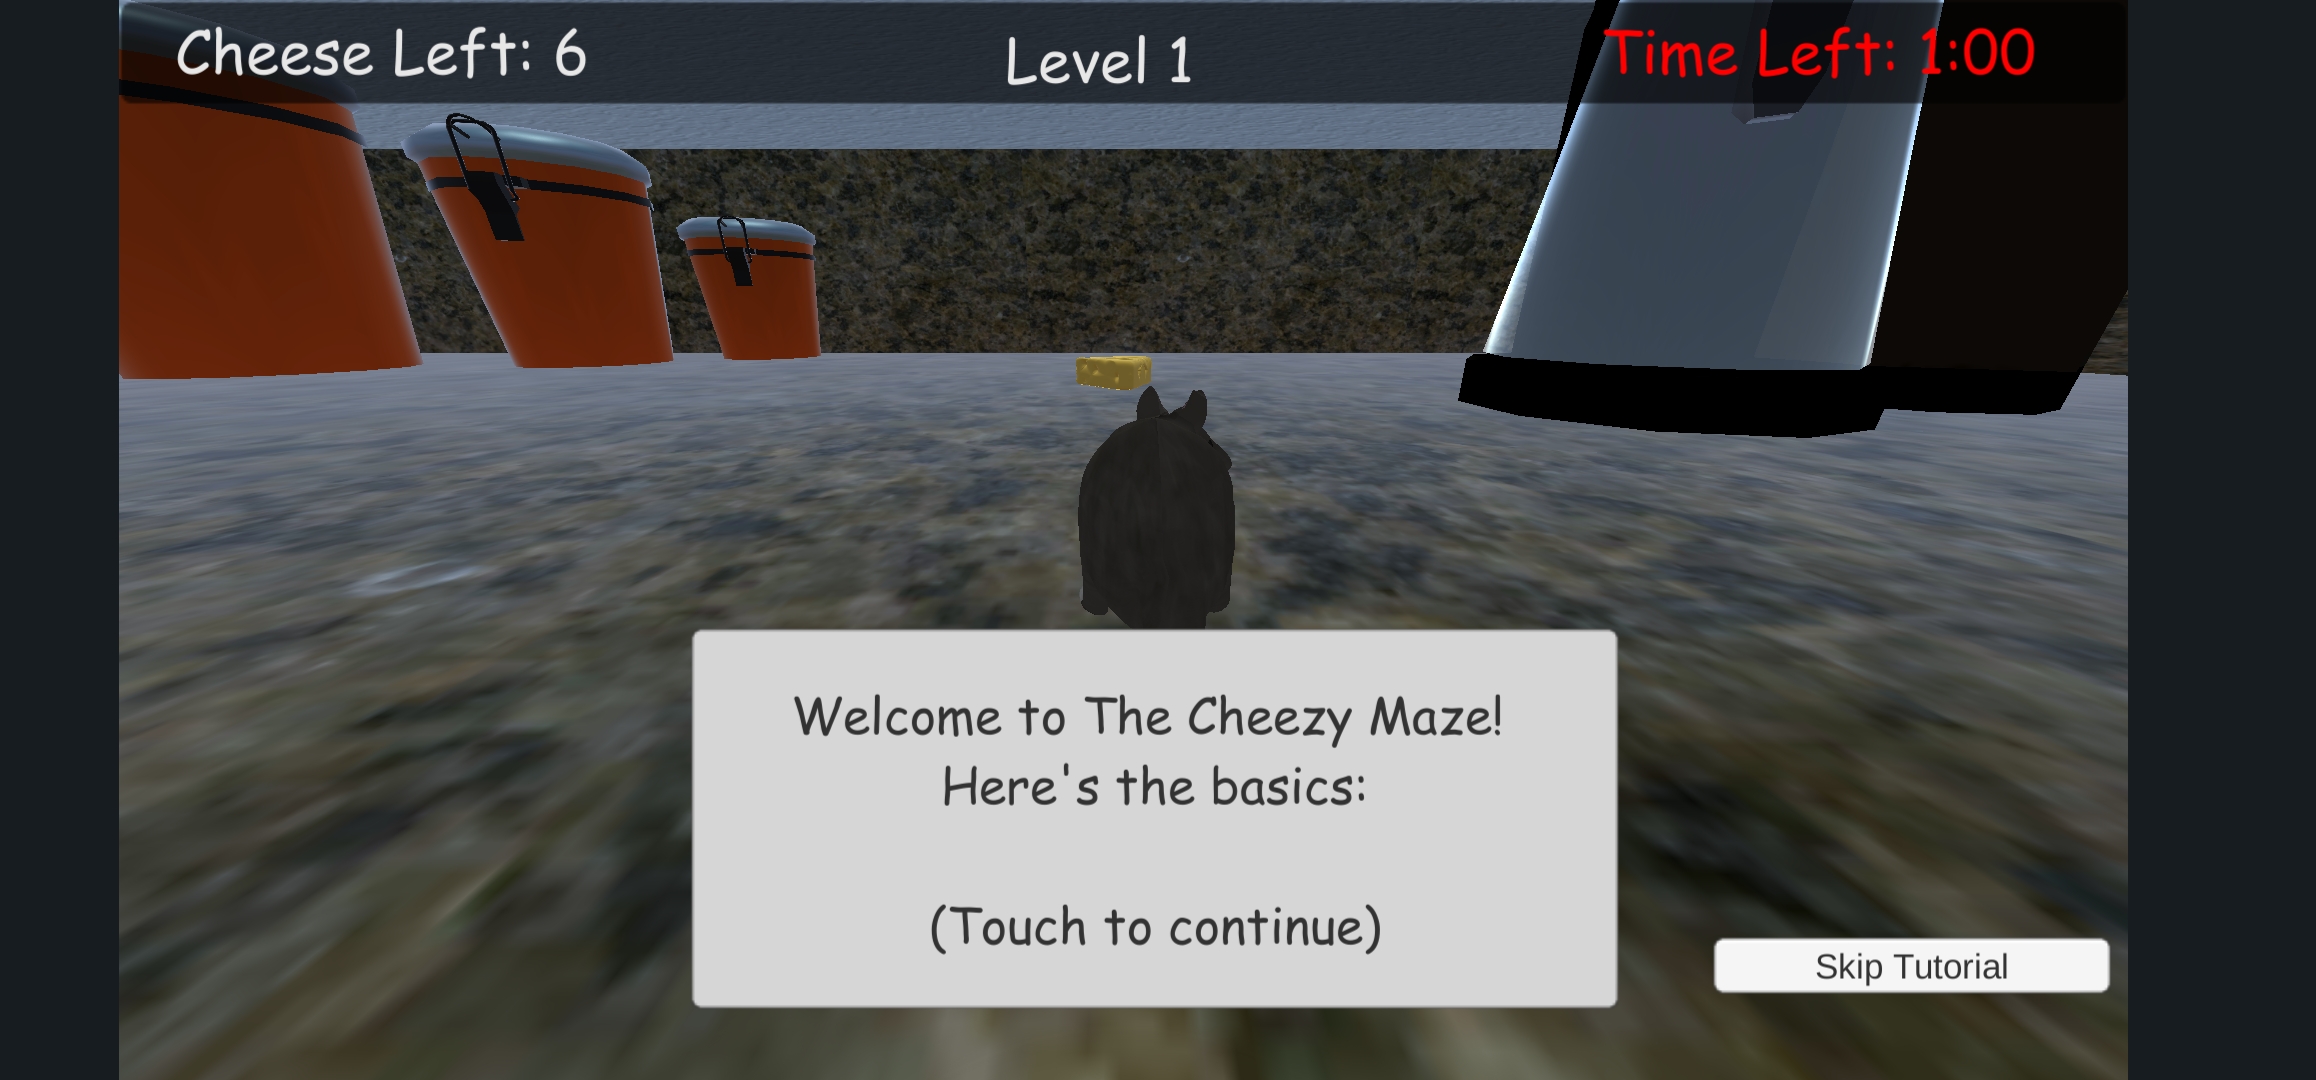 Cheese Left: 6
Level 1
Time Left: 1:00
Welcome to The Cheezy Maze!
Here's the basics:
(Touch to continue)
Skip Tutorial